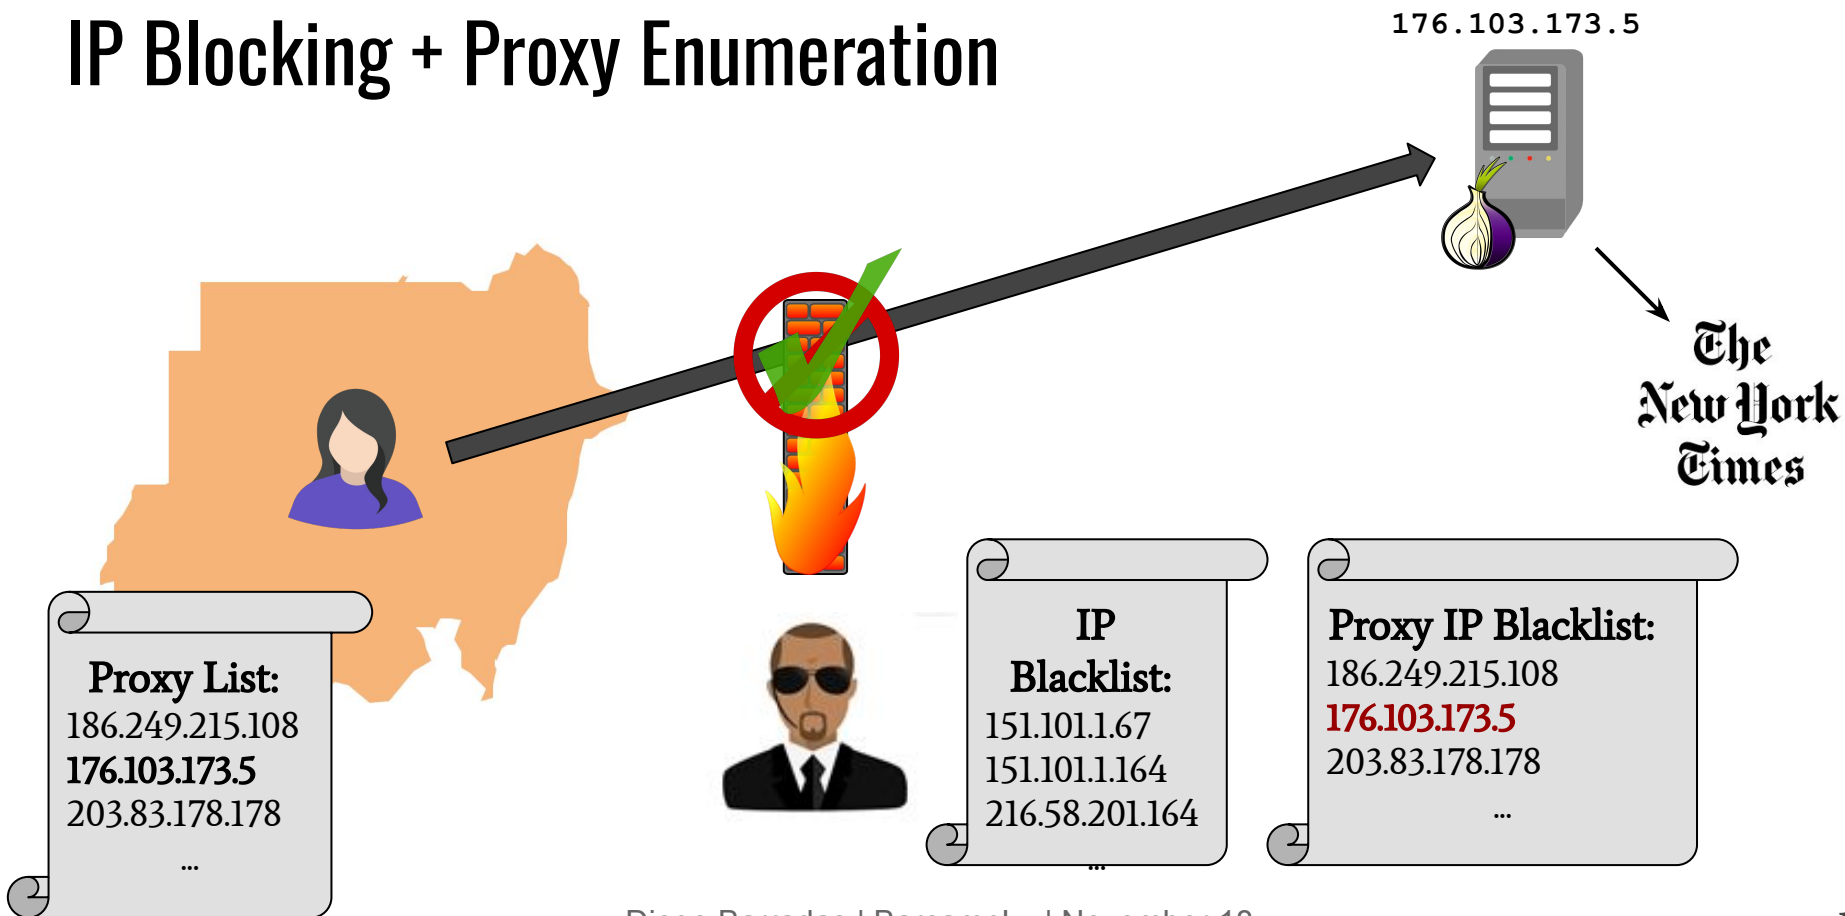 IP Blocking + Proxy Enumeration
176.103.173.5
The
New York
Times
Proxy List:
186.249.215.108
176.103.173.5
203.83.178.178
...
IP
Blacklist:
151.101.1.67
151.101.1.164
216.58.201.164
...
Proxy IP Blacklist:
186.249.215.108
176.103.173.5
203.83.178.178
...